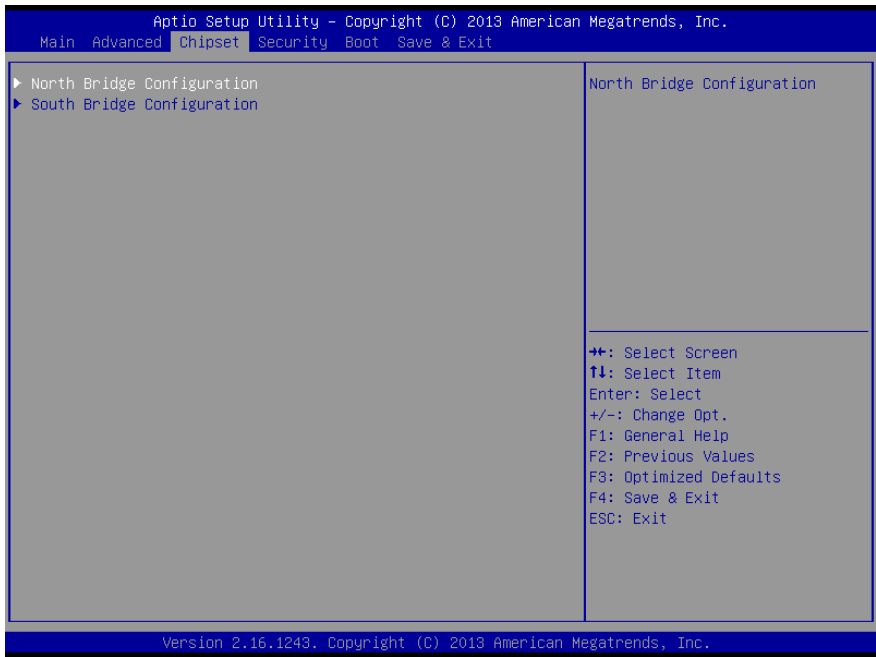 Aptio Setup Utility – Copyright (C) 2013 American Megatrends, Inc.
Main Advanced Chipset Security Boot Save & Exit
► North Bridge Configuration
► South Bridge Configuration
North Bridge Configuration
→←: Select Screen
↑↓: Select Item
Enter: Select
+/-: Change Opt.
F1: General Help
F2: Previous Values
F3: Optimized Defaults
F4: Save & Exit
ESC: Exit
Version 2.16.1243. Copyright (C) 2013 American Megatrends, Inc.